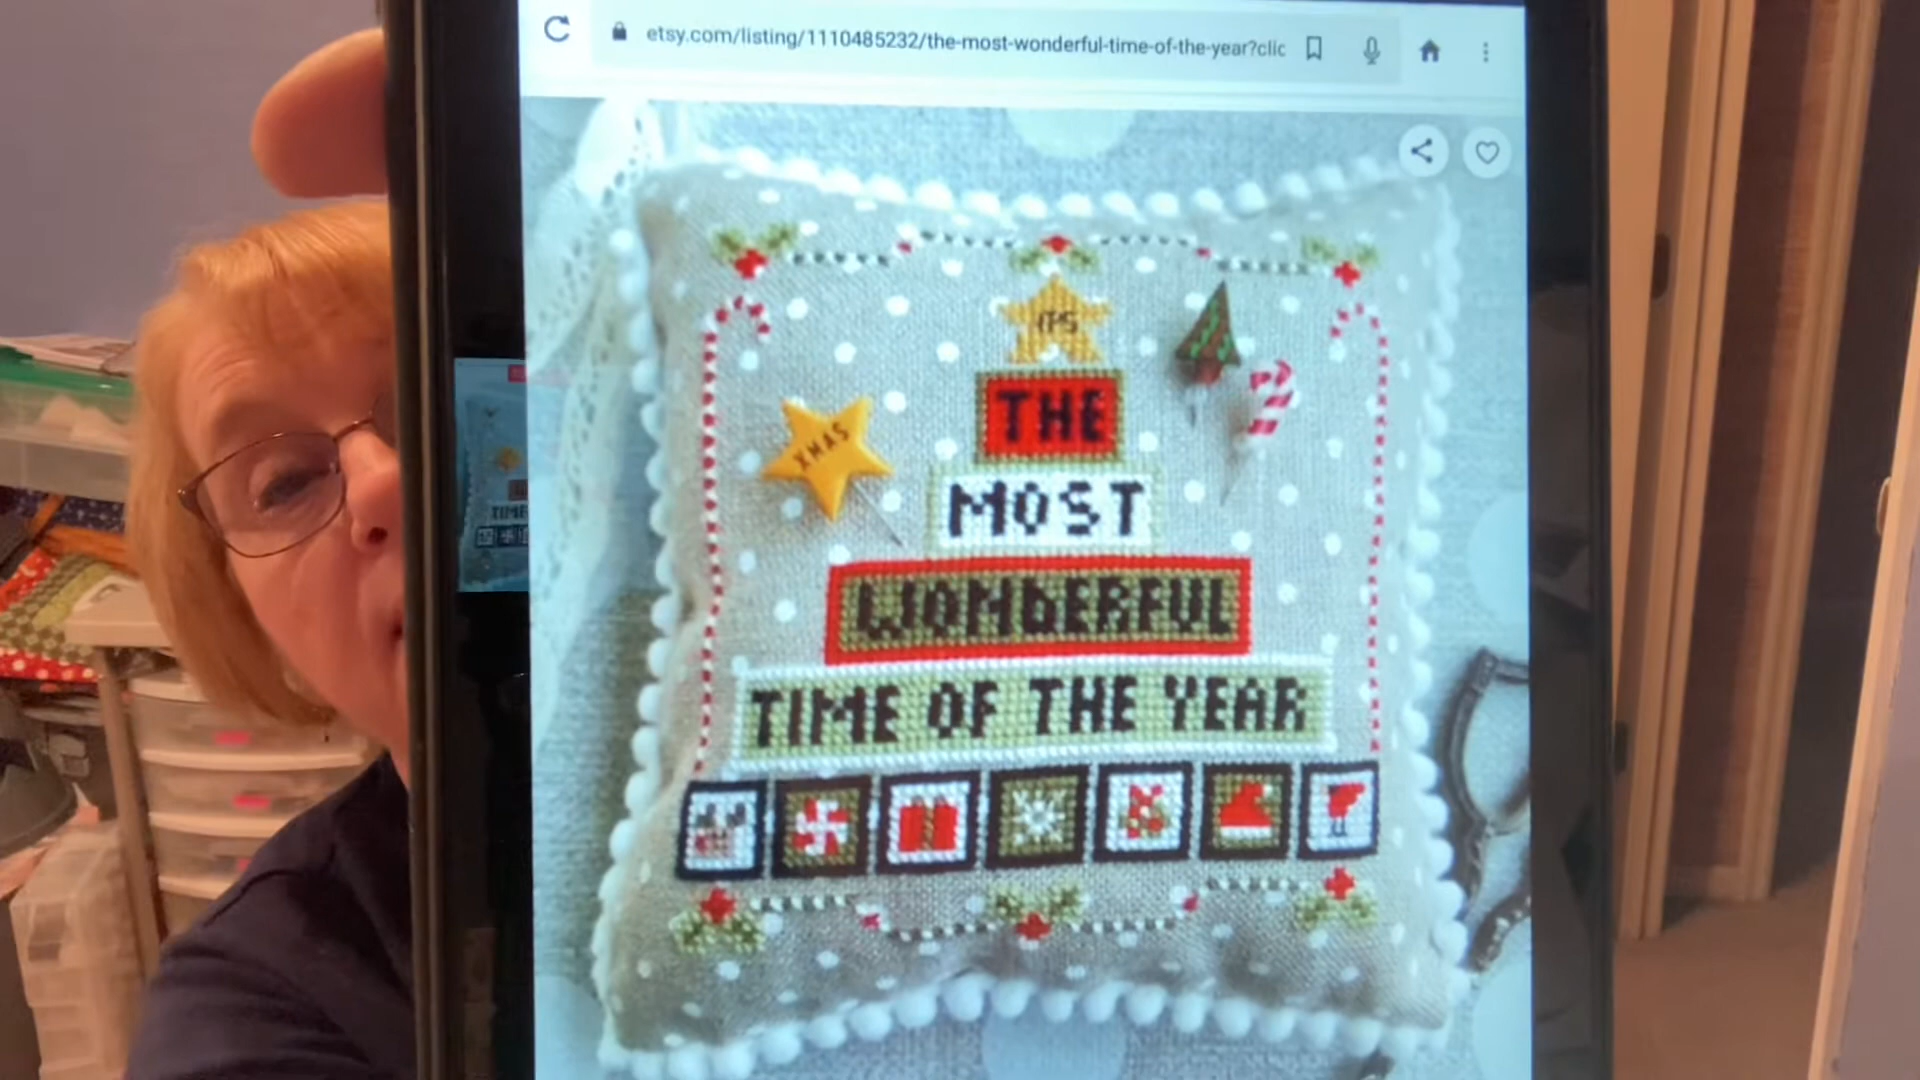 etsy.com/listing/1110485232/the-most-wonderful-time-of-the-year?clic
IT'S
THE
XMAS
MOST
WONDERFUL
TIME OF THE YEAR